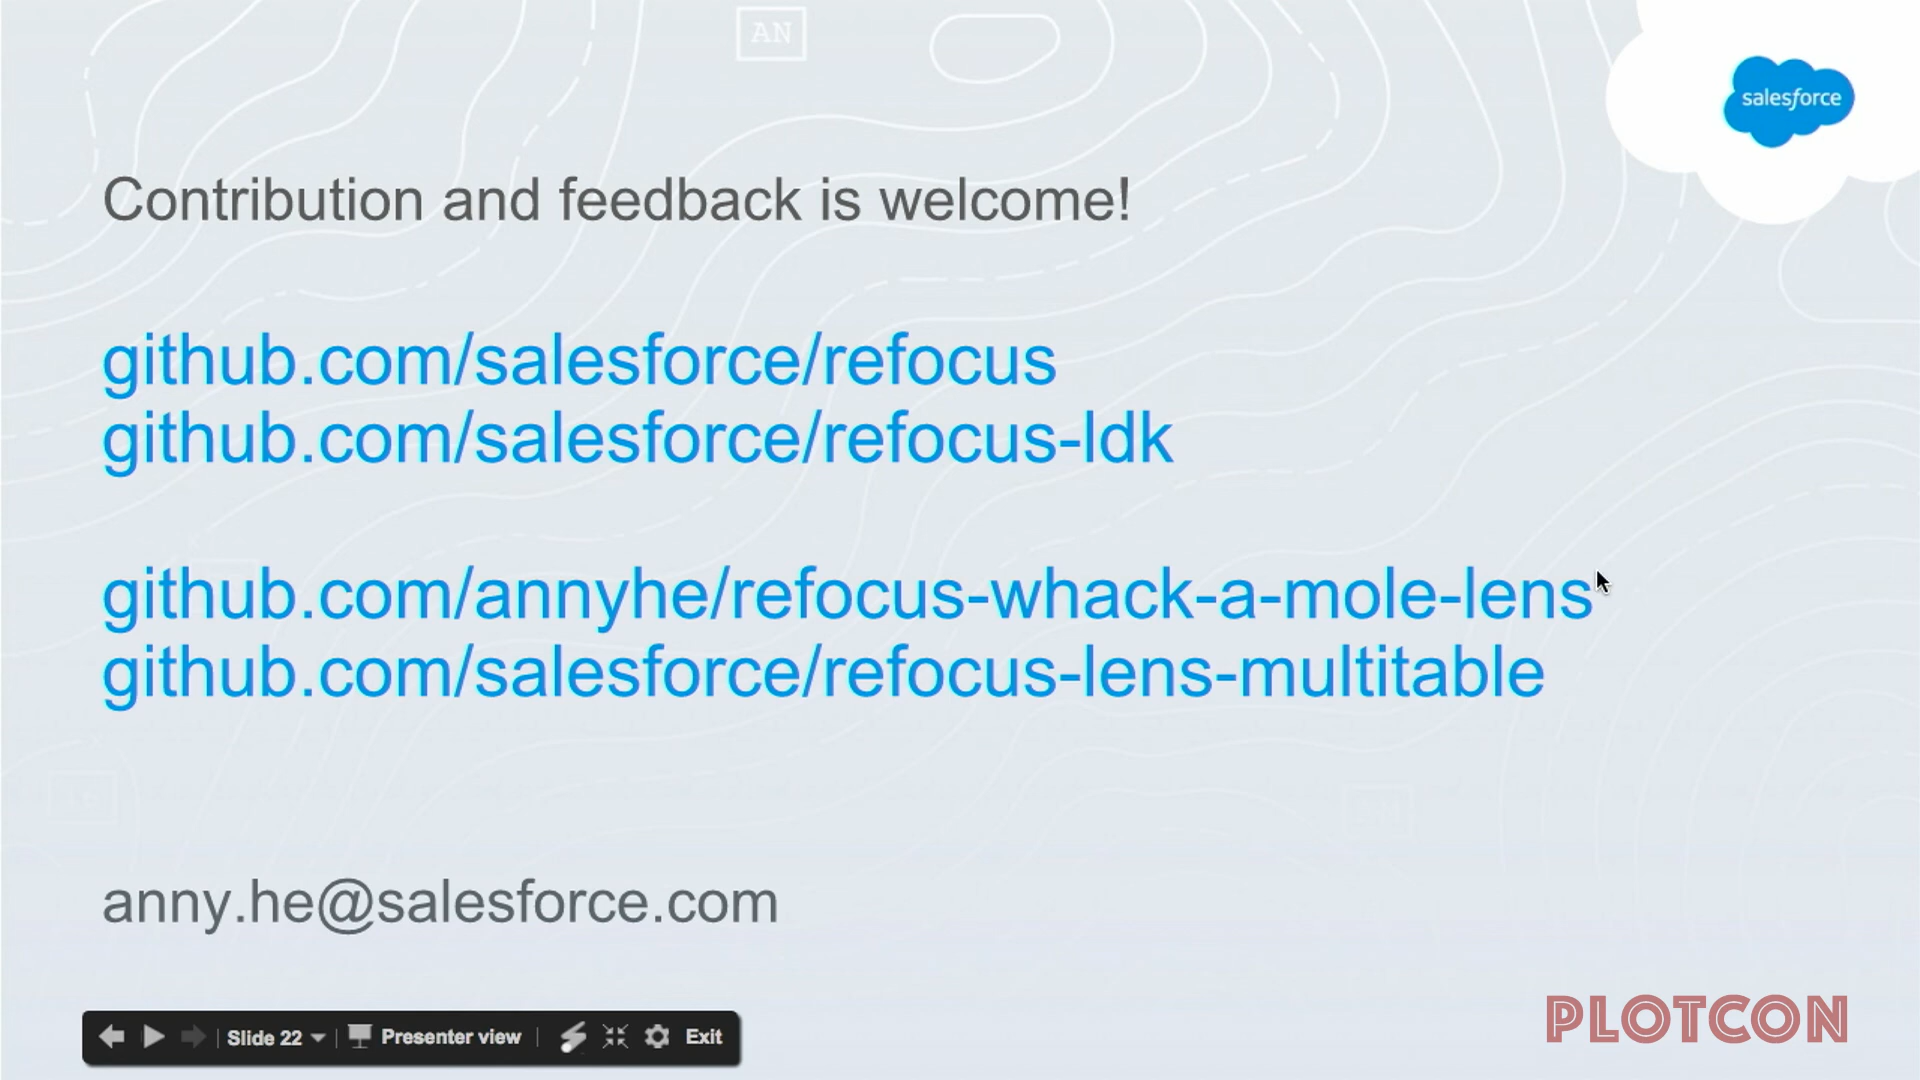 AN
salesforce
Contribution and feedback is welcome!
github.com/salesforce/refocus
github.com/salesforce/refocus-ldk
github.com/annyhe/refocus-whack-a-mole-lens
github.com/salesforce/refocus-lens-multitable
anny.he@salesforce.com
Slide 22 Presenter view Exit
PLOTCON